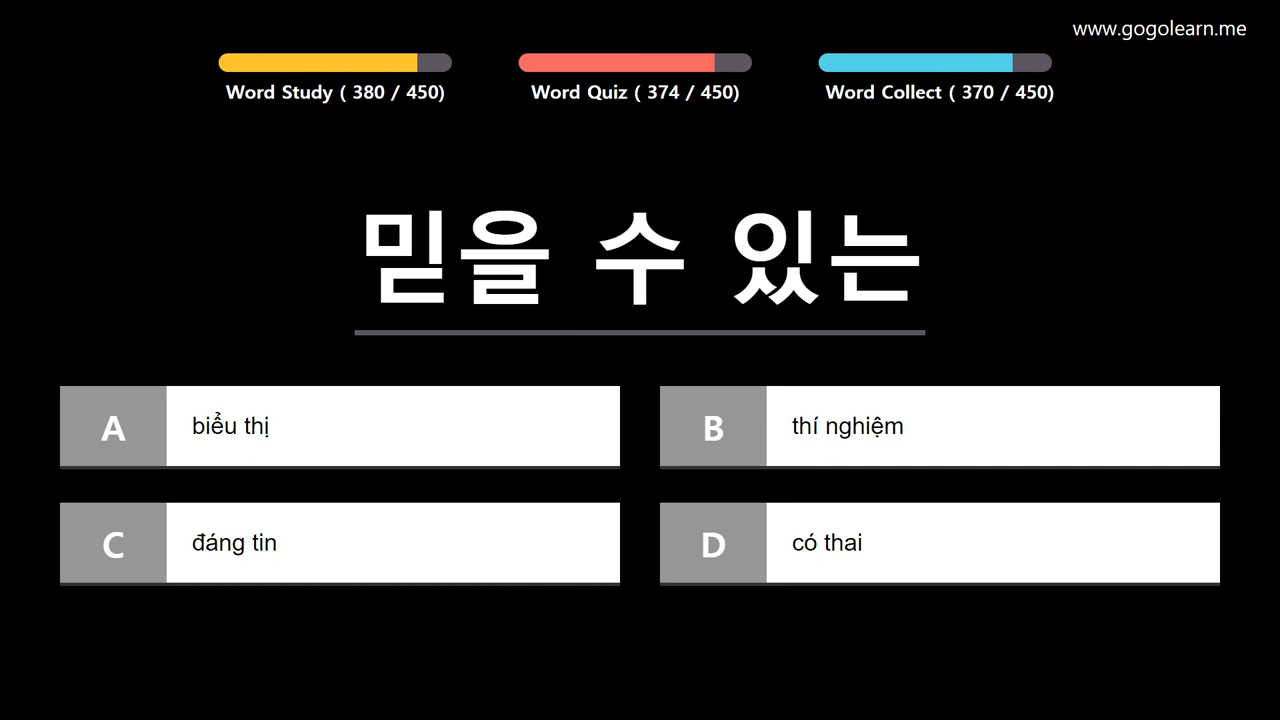 www.gogolearn.me
Word Study ( 380 / 450)
Word Quiz ( 374 / 450)
Word Collect ( 370 / 450)
믿을 수 있는
A biểu thị
B thí nghiệm
C đáng tin
D có thai